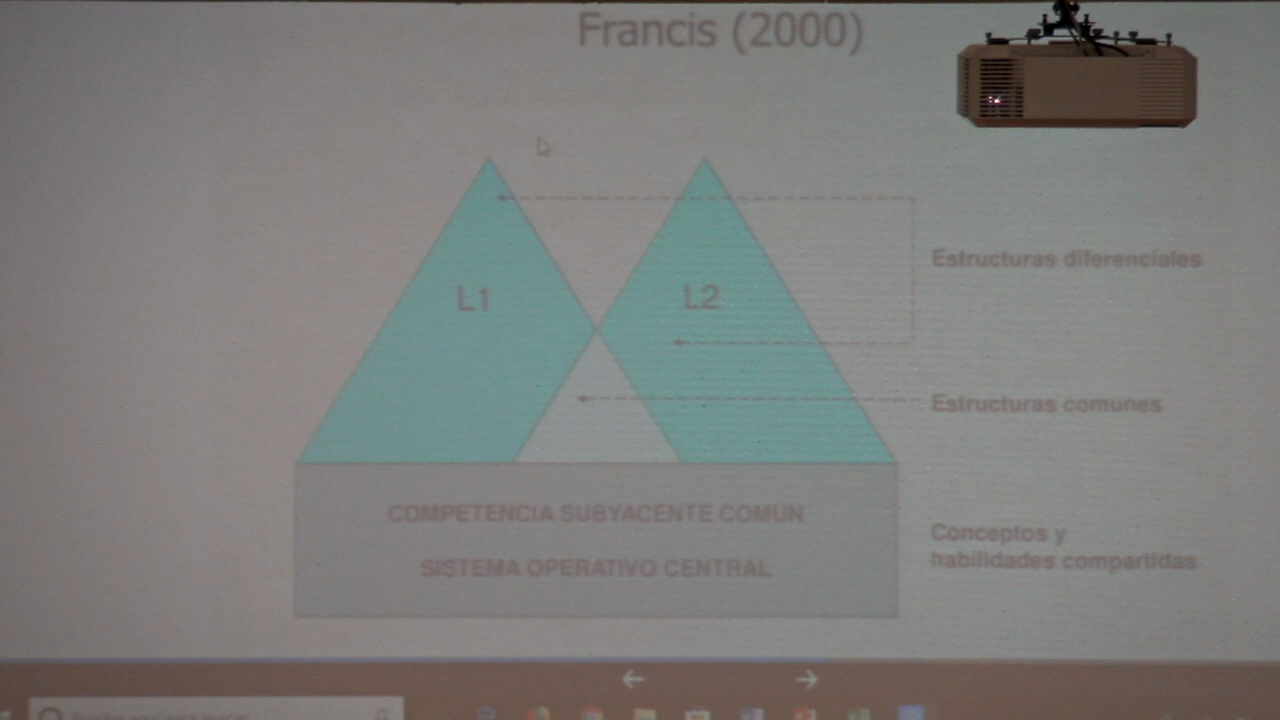 Francis (2000)
L1
L2
Estructuras diferenciales
Estructuras comunes
COMPETENCIA SUBYACENTE COMÚN
SISTEMA OPERATIVO CENTRAL
Conceptos y
habilidades compartidas